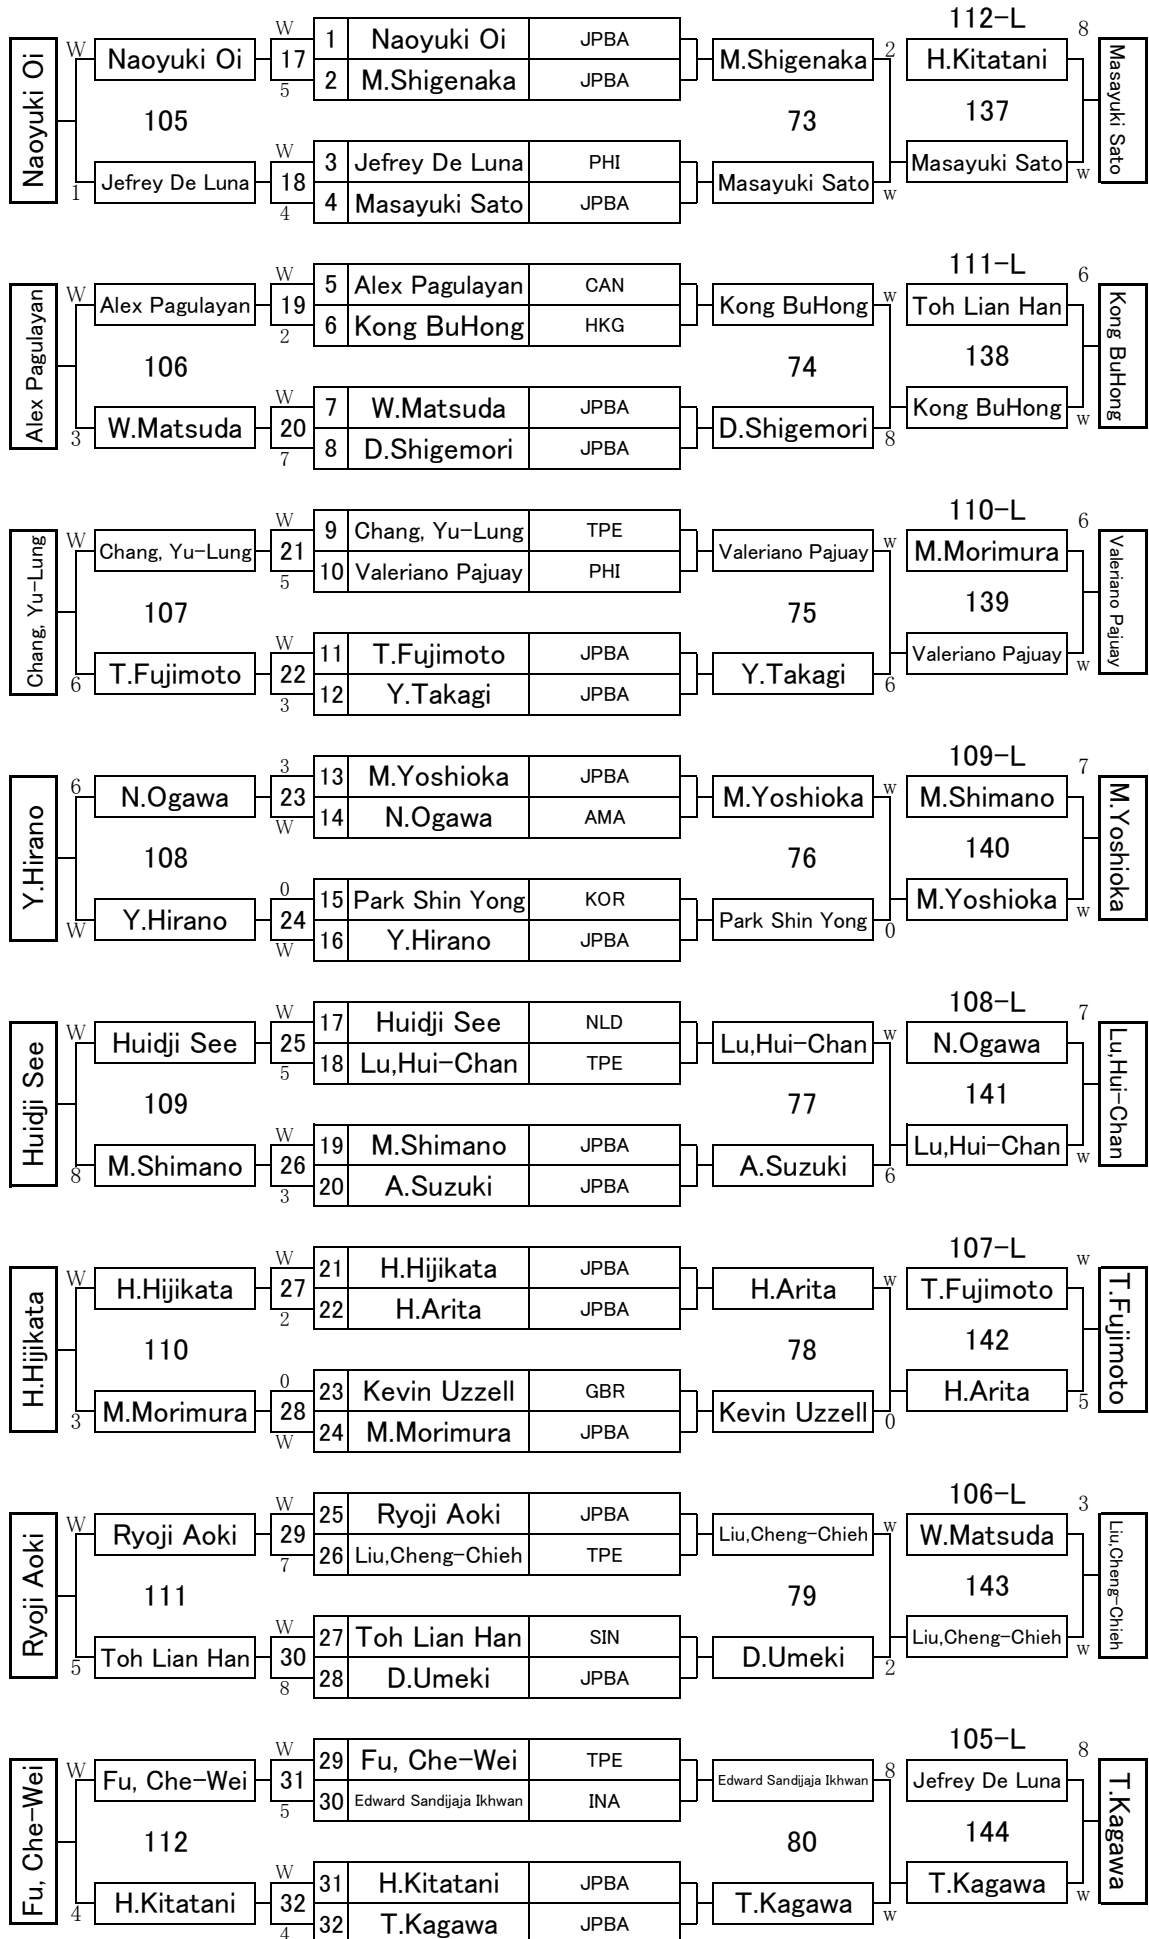 112-L
W W 8
1 Naoyuki Oi JPBA
Naoyuki Oi 17 M.Shigenaka 2 H.Kitatani
5 2 M.Shigenaka JPBA
Naoyuki Oi 105 73 137 Masayuki Sato
W 3 Jefrey De Luna PHI Masayuki Sato w
1 Jefrey De Luna 18 Masayuki Sato
4 4 Masayuki Sato JPBA w
111-L
W W 6
5 Alex Pagulayan CAN
Alex Pagulayan 19 Kong BuHong w Toh Lian Han
2 6 Kong BuHong HKG
Alex Pagulayan 106 74 138 Kong BuHong
W 7 W.Matsuda JPBA Kong BuHong w
3 W.Matsuda 20 D.Shigemori 8
7 8 D.Shigemori JPBA
110-L
W W 6
9 Chang, Yu-Lung TPE
Chang, Yu-Lung 21 Valeriano Pajuay w M.Morimura
5 10 Valeriano Pajuay PHI
Chang, Yu-Lung 107 75 139 Valeriano Pajuay
W 11 T.Fujimoto JPBA Valeriano Pajuay w
6 T.Fujimoto 22 Y.Takagi 6
3 12 Y.Takagi JPBA
109-L
6 3 7
13 M.Yoshioka JPBA
N.Ogawa 23 M.Yoshioka w M.Shimano
W 14 N.Ogawa AMA
Y.Hirano 108 76 140 M.Yoshioka
0 15 Park Shin Yong KOR M.Yoshioka w
W Y.Hirano 24 Park Shin Yong 0
W 16 Y.Hirano JPBA
108-L
W W 7
17 Huidji See NLD
Huidji See 25 Lu,Hui-Chan w N.Ogawa
5 18 Lu,Hui-Chan TPE
Huidji See 109 77 141 Lu,Hui-Chan
W 19 M.Shimano JPBA Lu,Hui-Chan w
8 M.Shimano 26 A.Suzuki 6
3 20 A.Suzuki JPBA
107-L
W W w
21 H.Hijikata JPBA
H.Hijikata 27 H.Arita w T.Fujimoto
2 22 H.Arita JPBA
H.Hijikata 110 78 142 T.Fujimoto
0 23 Kevin Uzzell GBR H.Arita 5
3 M.Morimura 28 Kevin Uzzell 0
W 24 M.Morimura JPBA
106-L
W W 3
25 Ryoji Aoki JPBA
Ryoji Aoki 29 Liu,Cheng-Chieh w W.Matsuda
7 26 Liu,Cheng-Chieh TPE
Ryoji Aoki 111 79 143 Liu,Cheng-Chieh
W 27 Toh Lian Han SIN Liu,Cheng-Chieh w
5 Toh Lian Han 30 D.Umeki 2
8 28 D.Umeki JPBA
105-L
W W 8
29 Fu, Che-Wei TPE
Fu, Che-Wei 31 Edward Sandijaja Ikhwan 8 Jefrey De Luna
5 30 Edward Sandijaja Ikhwan INA
Fu, Che-Wei 112 80 144 T.Kagawa
W 31 H.Kitatani JPBA T.Kagawa w
4 H.Kitatani 32 T.Kagawa w
4 32 T.Kagawa JPBA